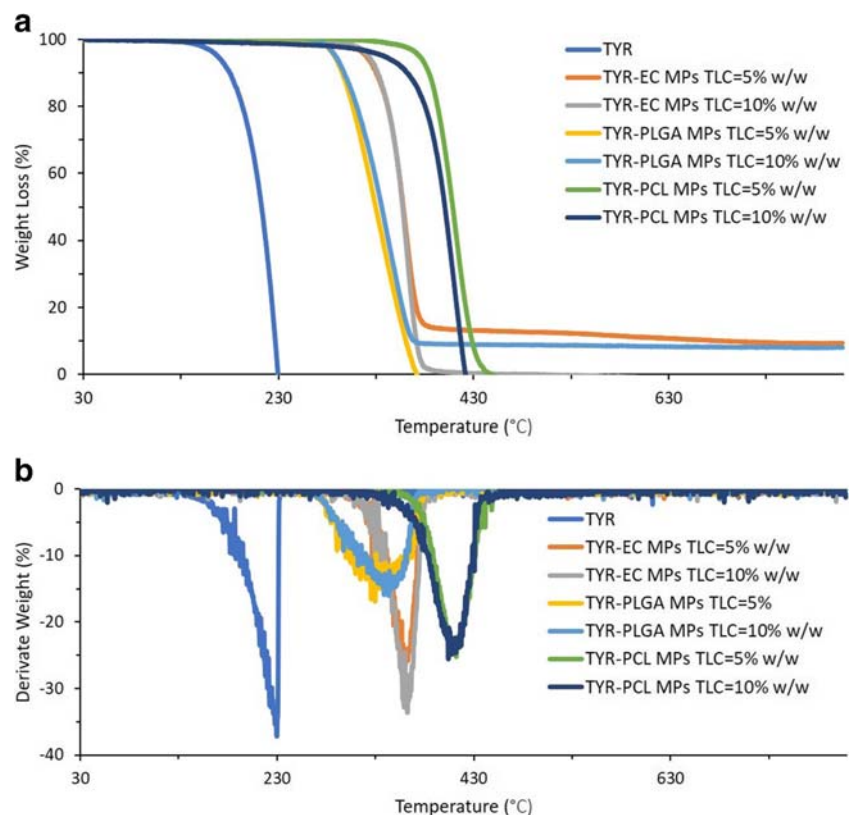 a
100
80
60
40
20
0
Weight Loss (%)
30 230 430 630
Temperature (°C)
TYR
TYR-EC MPs TLC=5% w/w
TYR-EC MPs TLC=10% w/w
TYR-PLGA MPs TLC=5% w/w
TYR-PLGA MPs TLC=10% w/w
TYR-PCL MPs TLC=5% w/w
TYR-PCL MPs TLC=10% w/w
b
0
-10
-20
-30
-40
Derivate Weight (%)
30 230 430 630
Temperature (°C)
TYR
TYR-EC MPs TLC=5% w/w
TYR-EC MPs TLC=10% w/w
TYR-PLGA MPs TLC=5%
TYR-PLGA MPs TLC=10% w/w
TYR-PCL MPs TLC=5% w/w
TYR-PCL MPs TLC=10% w/w